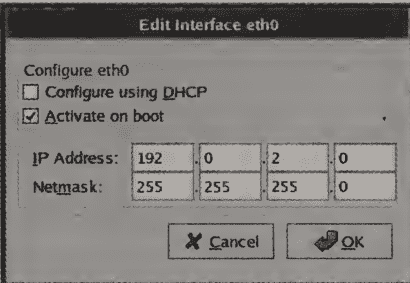 Edit Interface eth0
Configure eth0
Configure using DHCP
Activate on boot
IP Address: 192 . 0 . 2 . 0
Netmask: 255 . 255 . 255 . 0
Cancel OK